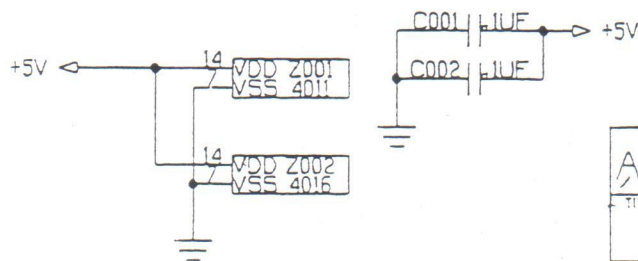 C001 .1UF
+5V
C002 .1UF
+5V
14
VDD Z001
7
VSS 4011
14
VDD Z002
7
VSS 4016
A